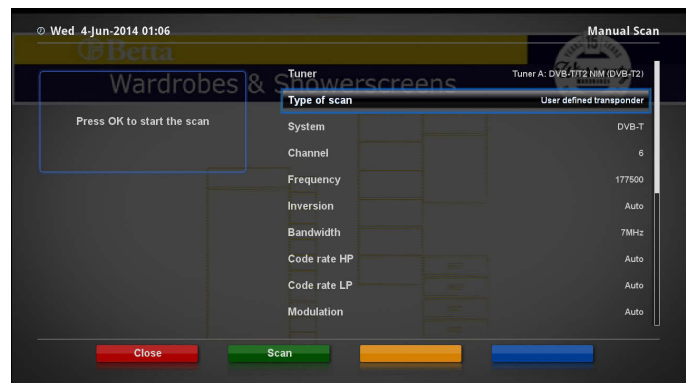 Wed 4-Jun-2014 01:06
Manual Scan
Betta
15
Wardrobes & Showerscreens
Press OK to start the scan
Tuner Tuner A: DVB-T/T2 NIM (DVB-T2)
Type of scan User defined transponder
System DVB-T
Channel 6
Frequency 177500
Inversion Auto
Bandwidth 7MHz
Code rate HP Auto
Code rate LP Auto
Modulation Auto
Close Scan